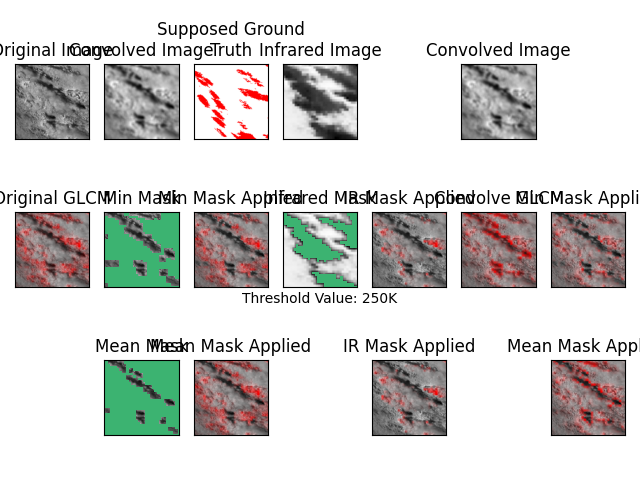 Supposed Ground
Original Image Convolved Image Truth Infrared Image Convolved Image
Original GLCM Min Mask Min Mask Applied Infrared Mask IR Mask Applied Convolve GLCM Min Mask Appli
Threshold Value: 250K
Mean Mask Mean Mask Applied IR Mask Applied Mean Mask Appl